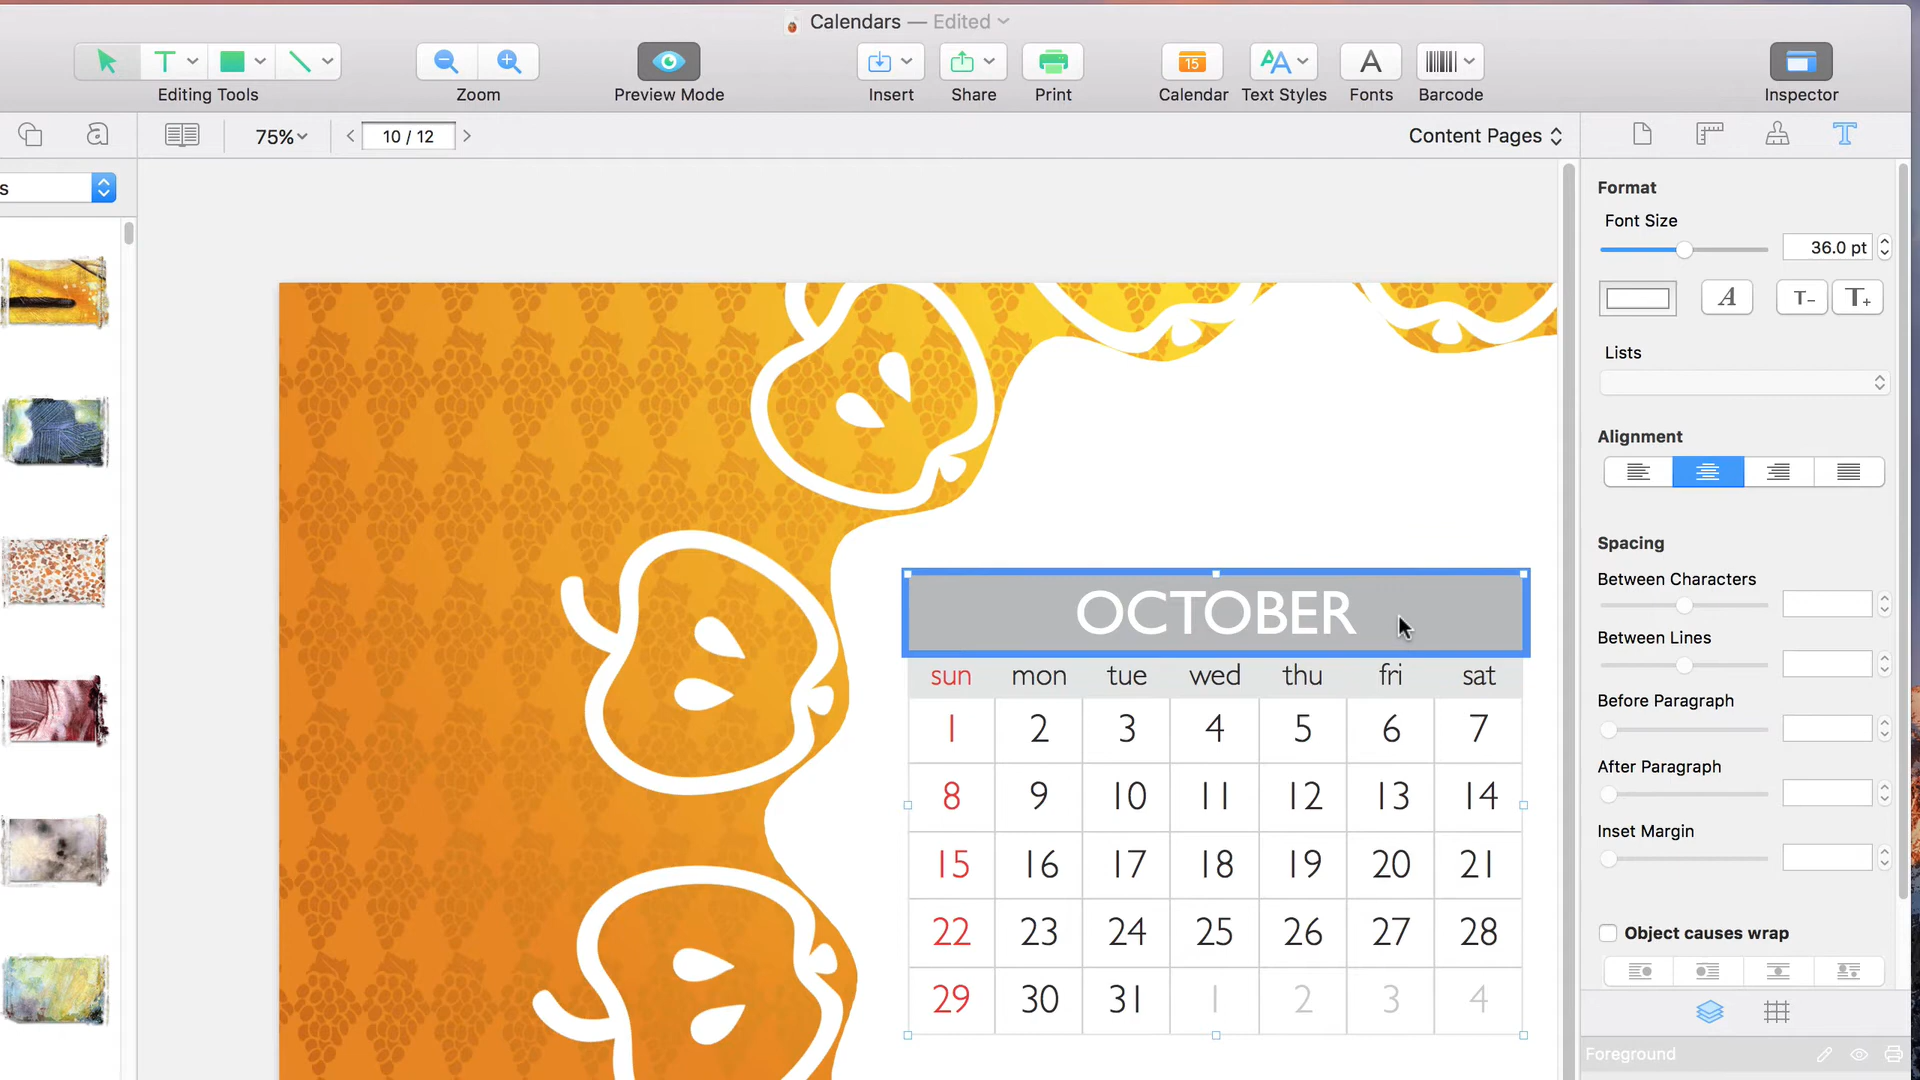 Calendars — Edited
Editing Tools
Zoom
Preview Mode
Insert
Share
Print
15
Calendar
Text Styles
Fonts
Barcode
Inspector
75%
10 / 12
Content Pages
s
Format
Font Size
36.0 pt
Lists
Alignment
Spacing
Between Characters
Between Lines
Before Paragraph
After Paragraph
Inset Margin
Object causes wrap
Foreground
OCTOBER
sun mon tue wed thu fri sat
1 2 3 4 5 6 7
8 9 10 11 12 13 14
15 16 17 18 19 20 21
22 23 24 25 26 27 28
29 30 31 1 2 3 4